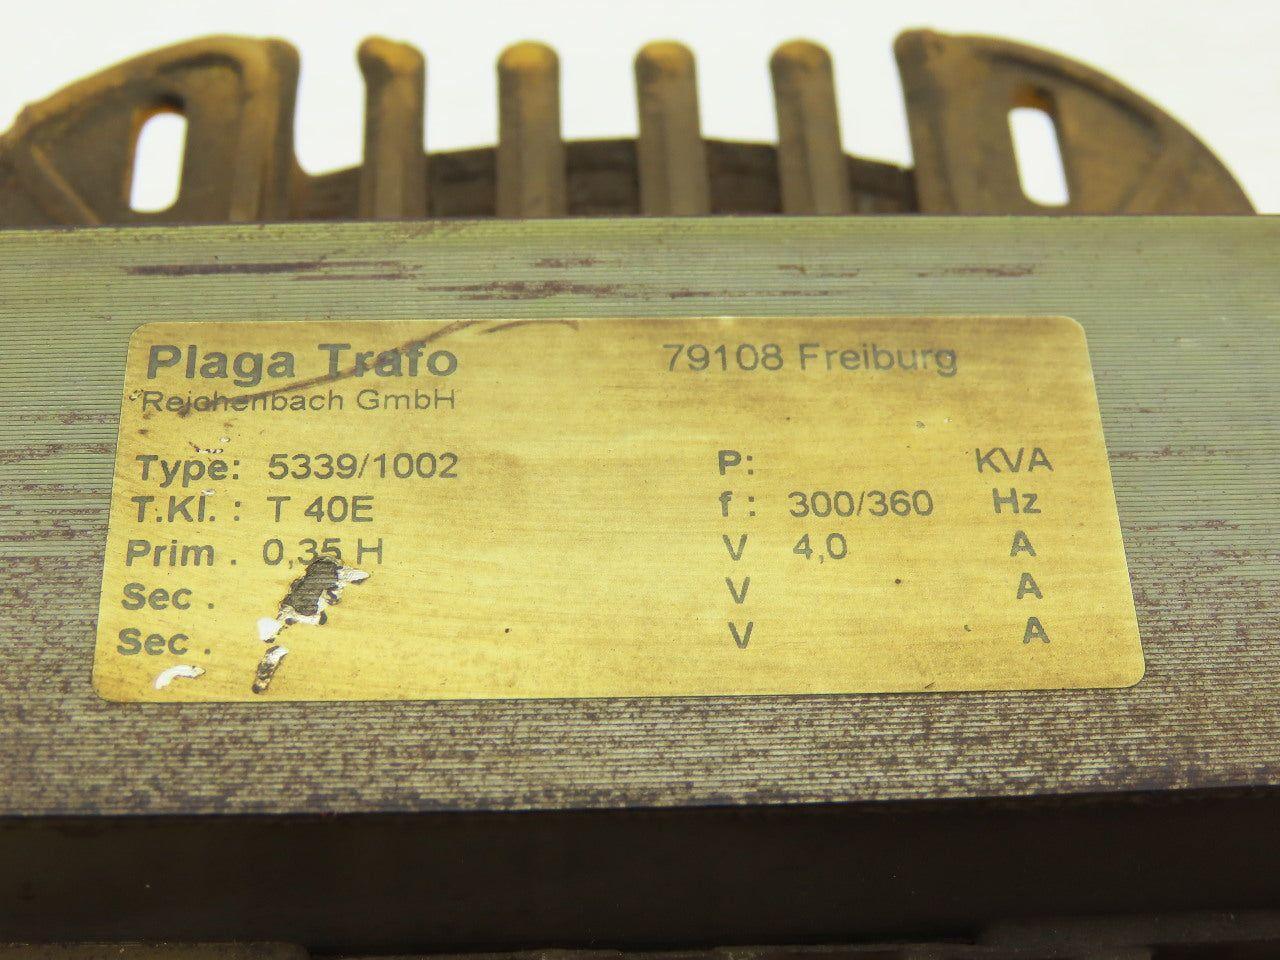 Plaga Trafo 79108 Freiburg
Reichenbach GmbH
Type: 5339/1002 P: KVA
T.Kl. : T 40E f : 300/360 Hz
Prim . 0,35 H V 4,0 A
Sec . V A
Sec . V A